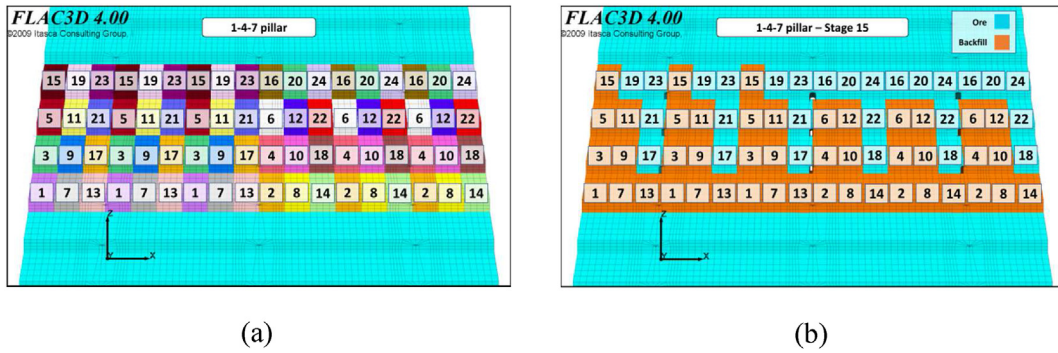 FLAC3D 4.00
©2009 Itasca Consulting Group.
1-4-7 pillar
15 19 23 15 19 23 15 19 23 16 20 24 16 20 24 16 20 24
5 11 21 5 11 21 5 11 21 6 12 22 6 12 22 6 12 22
3 9 17 3 9 17 3 9 17 4 10 18 4 10 18 4 10 18
1 7 13 1 7 13 1 7 13 2 8 14 2 8 14 2 8 14
Z
Y X
(a)
FLAC3D 4.00
©2009 Itasca Consulting Group.
1-4-7 pillar – Stage 15
Ore
Backfill
15 19 23 15 19 23 15 19 23 16 20 24 16 20 24 16 20 24
5 11 21 5 11 21 5 11 21 6 12 22 6 12 22 6 12 22
3 9 17 3 9 17 3 9 17 4 10 18 4 10 18 4 10 18
1 7 13 1 7 13 1 7 13 2 8 14 2 8 14 2 8 14
Z
Y X
(b)